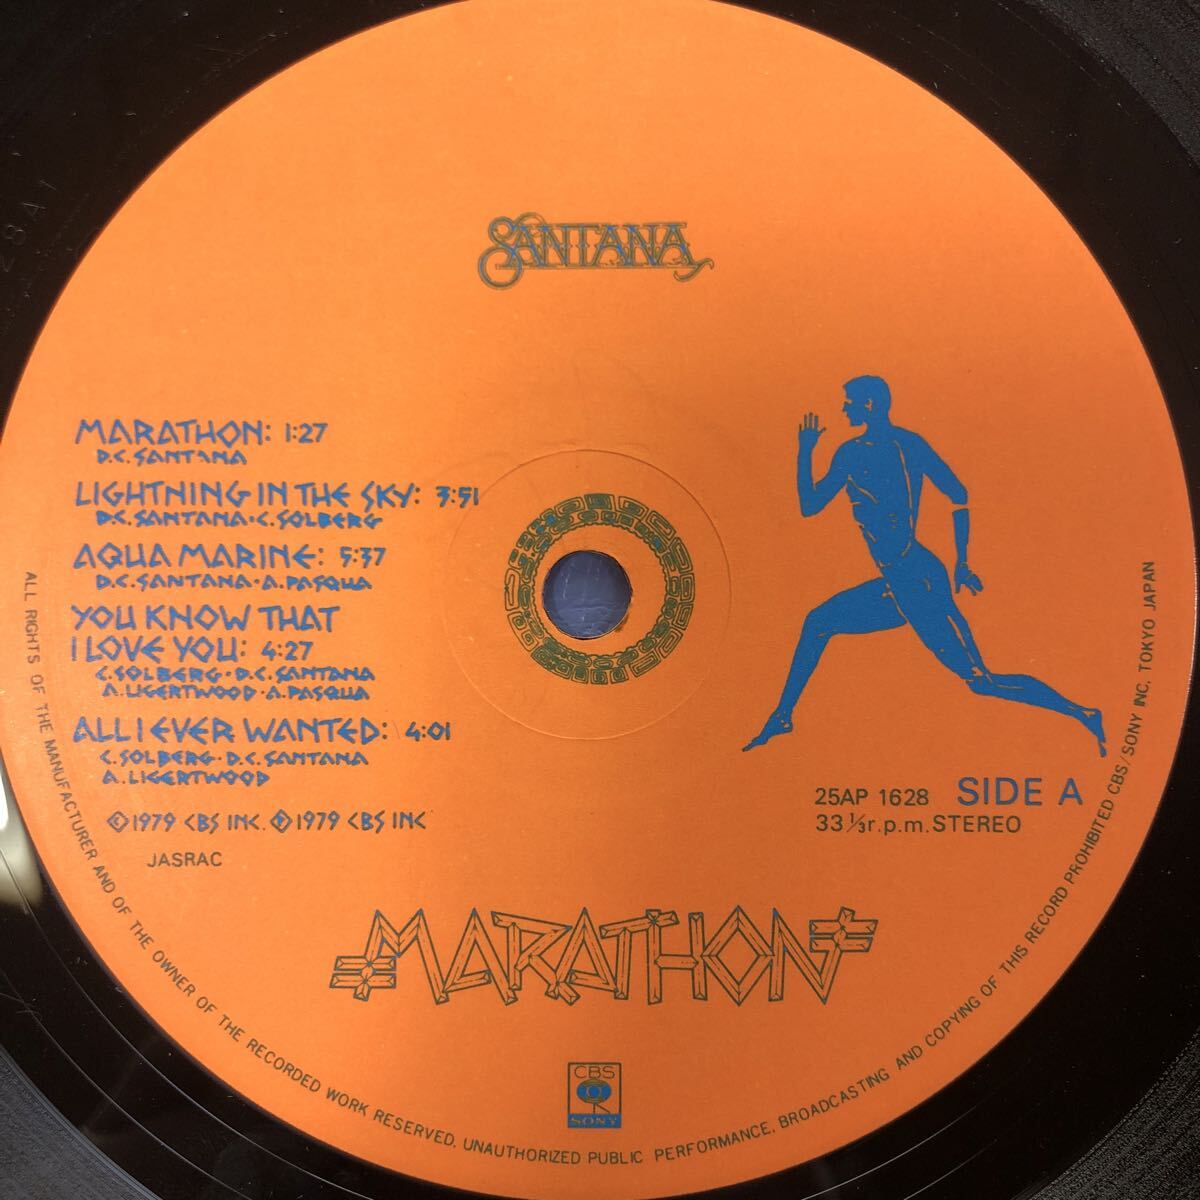 SANTANA
MARATHON: 1:27
D.C. SANTANA
LIGHTNING IN THE SKY: 3:51
D.C. SANTANA·C. SOLBERG
AQUA MARINE: 5:37
D.C. SANTANA·A. PASQUA
YOU KNOW THAT
I LOVE YOU: 4:27
C. SOLBERG·D.C. SANTANA
A. LIGERTWOOD·A. PASQUA
ALL I EVER WANTED: 4:01
C. SOLBERG·D.C. SANTANA
A. LIGERTWOOD
© 1979 CBS INC. ℗ 1979 CBS INC
JASRAC
25AP 1628 SIDE A
33 ⅓ r.p.m. STEREO
MARATHON
CBS
SONY
ALL RIGHTS OF THE MANUFACTURER AND OF THE OWNER OF THE RECORDED WORK RESERVED. UNAUTHORIZED PUBLIC PERFORMANCE, BROADCASTING AND COPYING OF THIS RECORD PROHIBITED CBS/SONY INC. TOKYO JAPAN